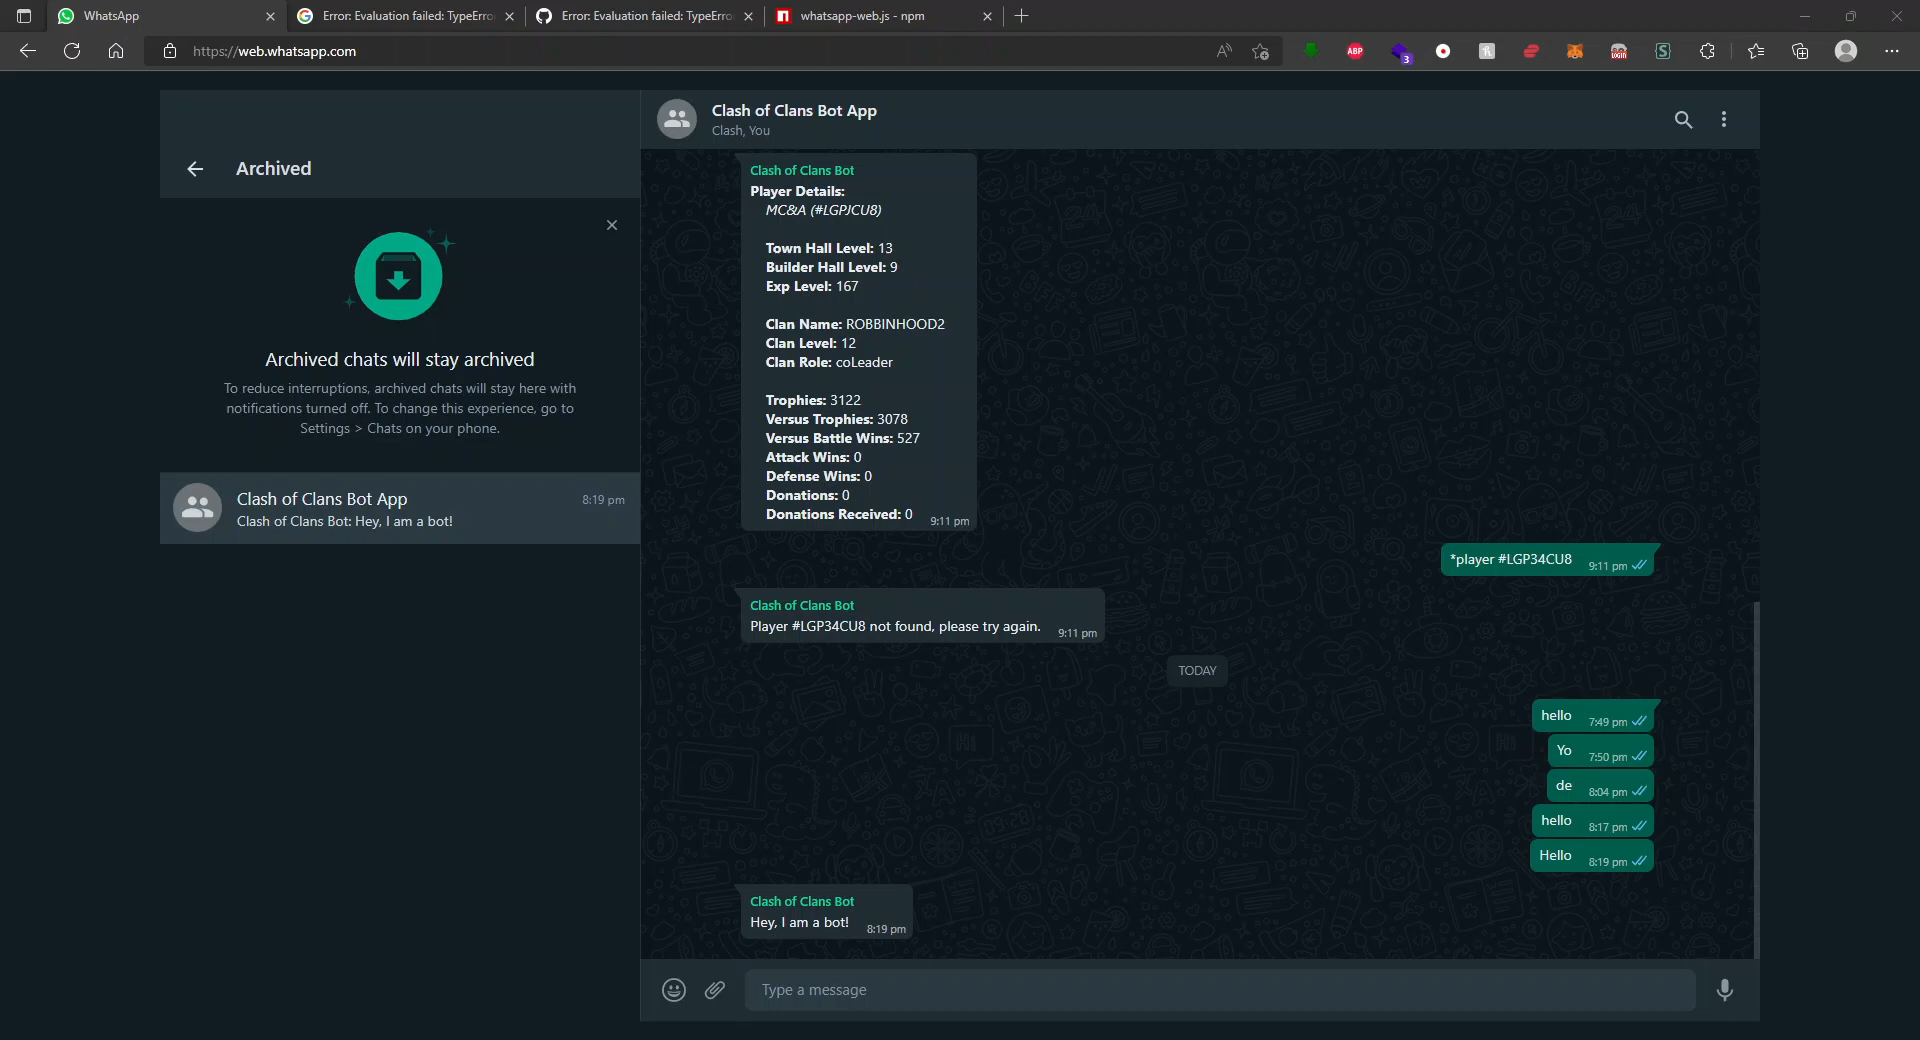 WhatsApp
Error: Evaluation failed: TypeErro
Error: Evaluation failed: TypeErro
whatsapp-web.js - npm
https://web.whatsapp.com
ABP
3
LOGIN
Archived
Archived chats will stay archived
To reduce interruptions, archived chats will stay here with
notifications turned off. To change this experience, go to
Settings > Chats on your phone.
Clash of Clans Bot App
8:19 pm
Clash of Clans Bot: Hey, I am a bot!
Clash of Clans Bot App
Clash, You
Clash of Clans Bot
Player Details:
MC&A (#LGPJCU8)
Town Hall Level: 13
Builder Hall Level: 9
Exp Level: 167
Clan Name: ROBBINHOOD2
Clan Level: 12
Clan Role: coLeader
Trophies: 3122
Versus Trophies: 3078
Versus Battle Wins: 527
Attack Wins: 0
Defense Wins: 0
Donations: 0
Donations Received: 0
9:11 pm
*player #LGP34CU8
9:11 pm
Clash of Clans Bot
Player #LGP34CU8 not found, please try again.
9:11 pm
TODAY
hello
7:49 pm
Yo
7:50 pm
de
8:04 pm
hello
8:17 pm
Hello
8:19 pm
Clash of Clans Bot
Hey, I am a bot!
8:19 pm
Type a message